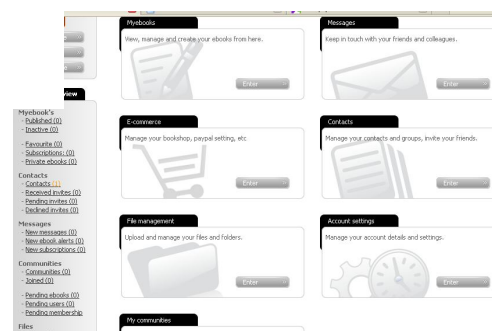 view
Myebook's
- Published (0)
- Inactive (0)
- Favourite (0)
- Subscriptions: (0)
- Private ebooks (0)
Contacts
- Contacts (1)
- Received invites (0)
- Pending invites (0)
- Declined invites (0)
Messages
- New messages (0)
- New ebook alerts (0)
- New subscriptions (0)
Communities
- Communities (0)
- Joined (0)
- Pending ebooks (0)
- Pending users (0)
- Pending membership
Files
Myebooks
View, manage and create your ebooks from here.
Enter
Messages
Keep in touch with your friends and colleagues.
Enter
E-commerce
Manage your bookshop, paypal setting, etc
Enter
Contacts
Manage your contacts and groups, invite your friends.
Enter
File management
Upload and manage your files and folders.
Enter
Account settings
Manage your account details and settings.
Enter
My communities